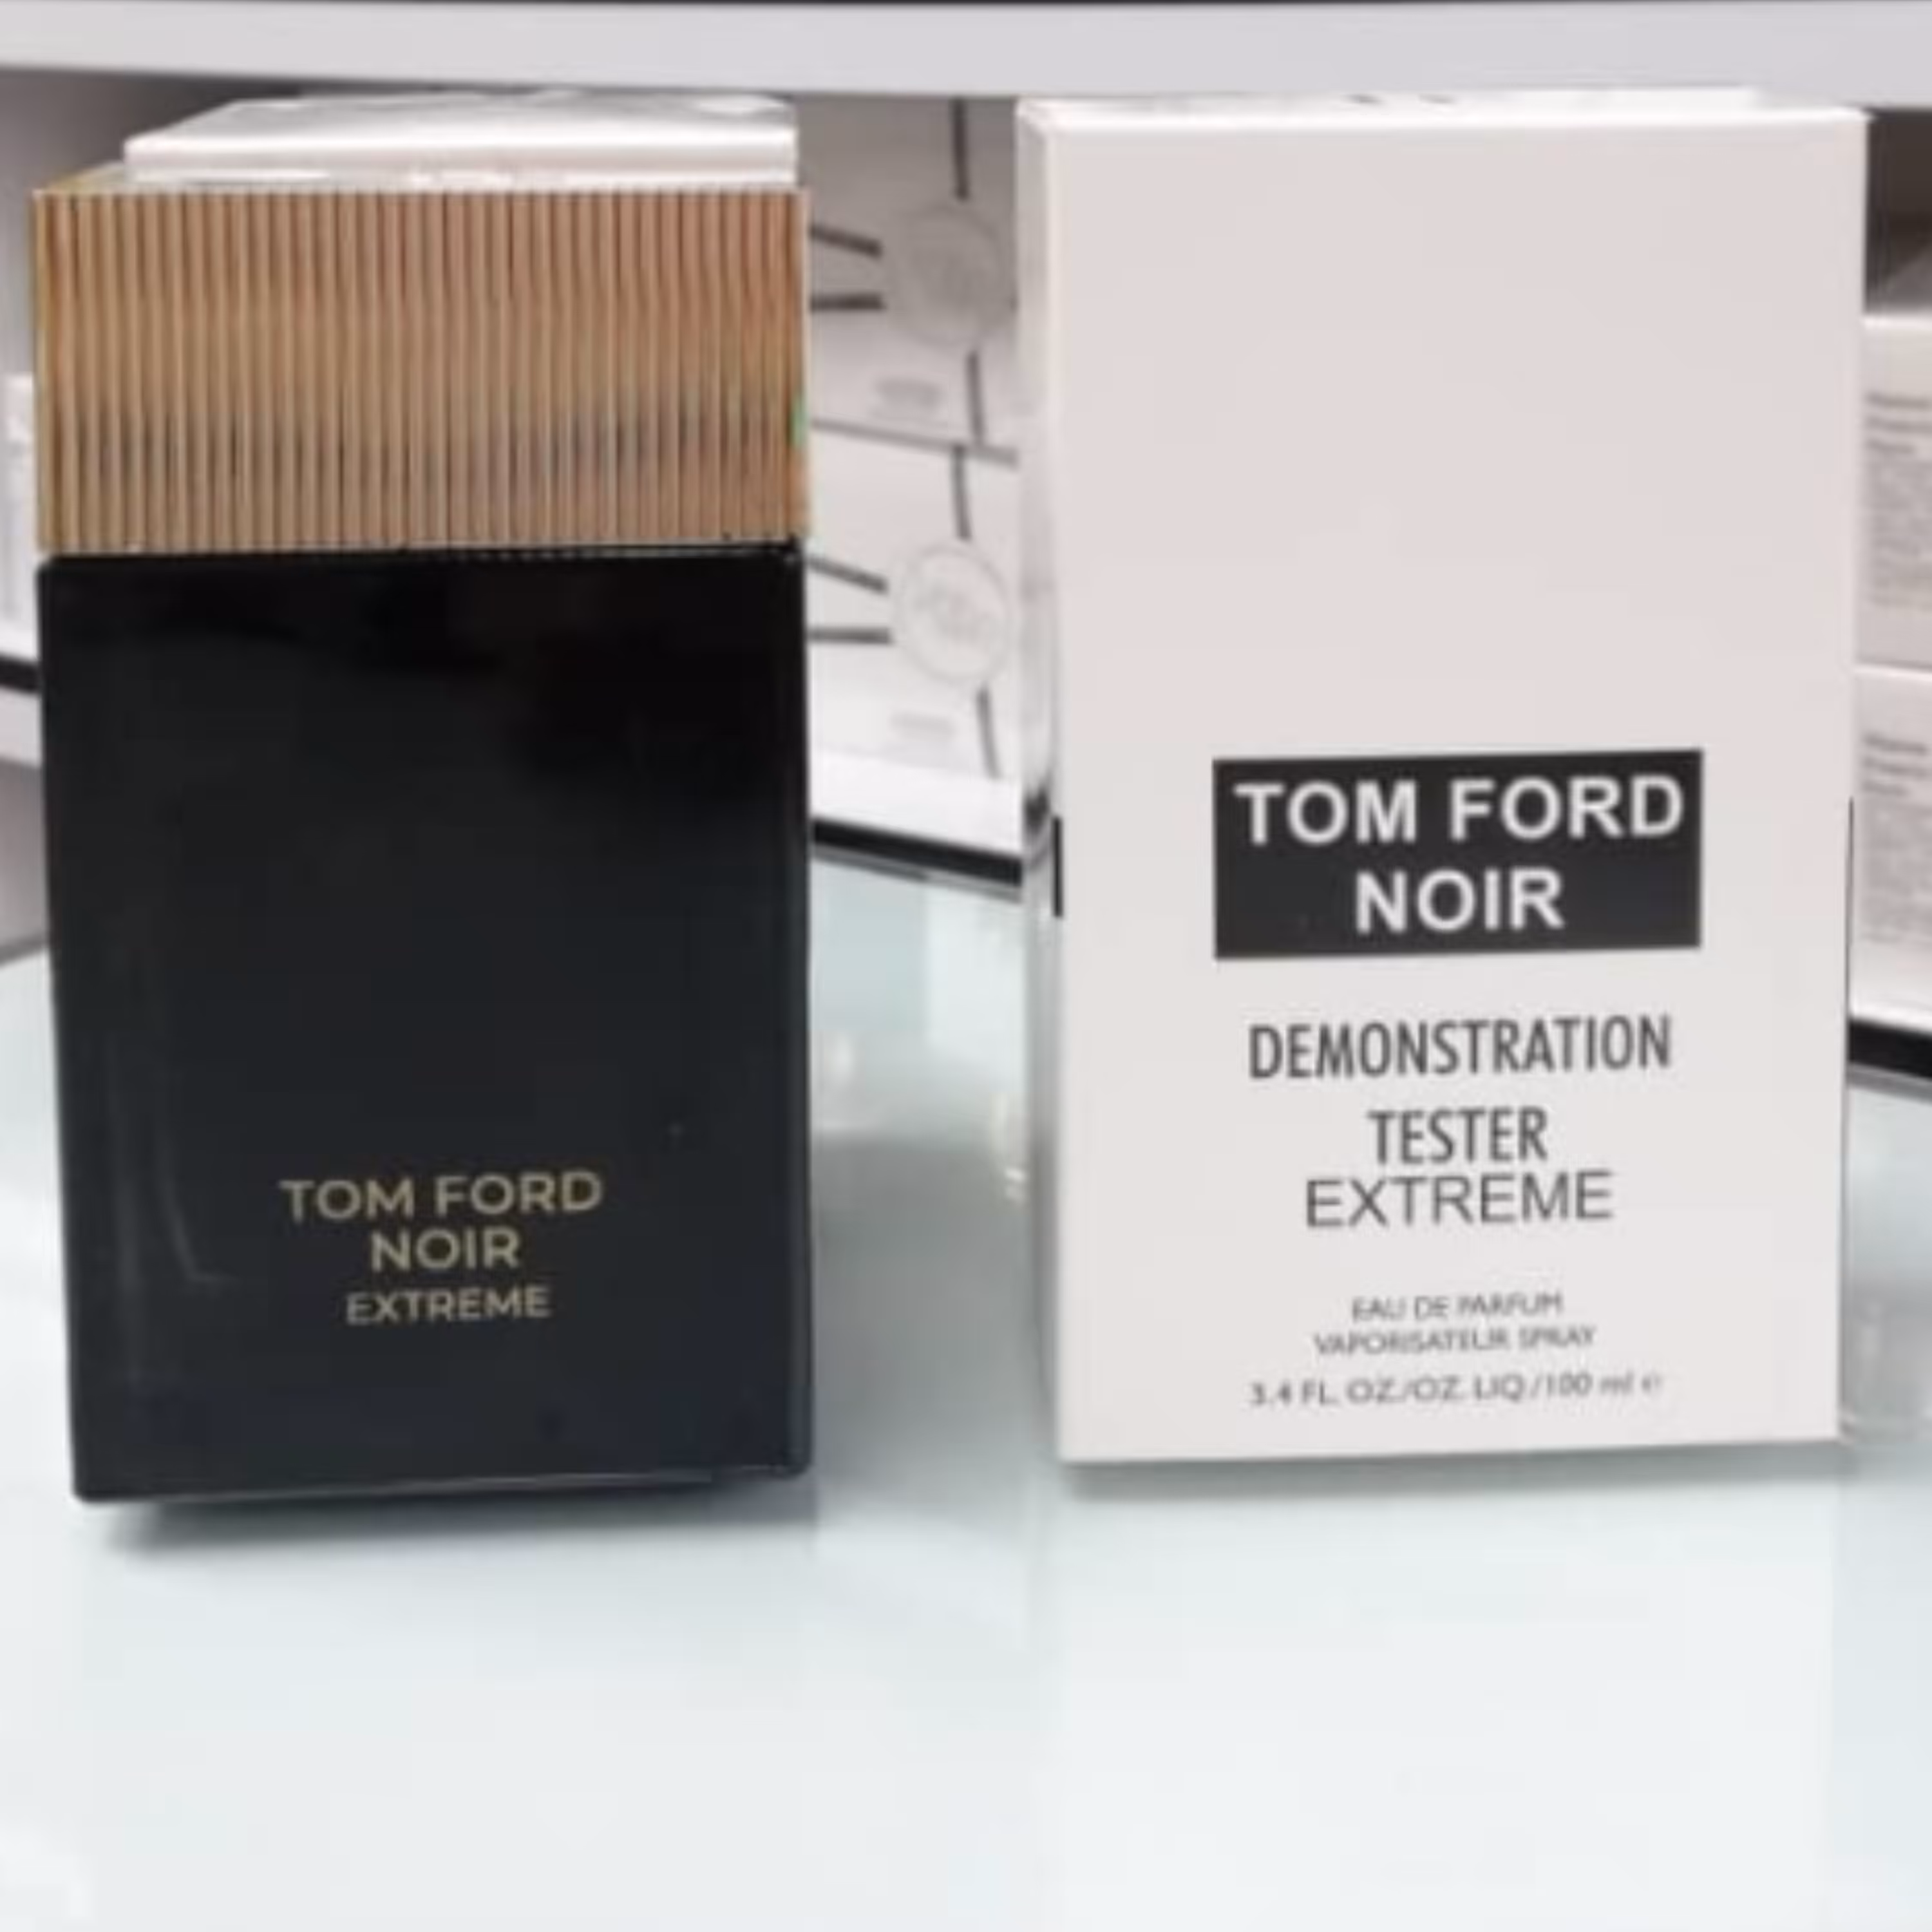 TOM FORD
NOIR
EXTREME
TOM FORD
NOIR
DEMONSTRATION
TESTER
EXTREME
EAU DE PARFUM
VAPORISATEUR SPRAY
3.4 FL. OZ./OZ. LIQ./100 ml e